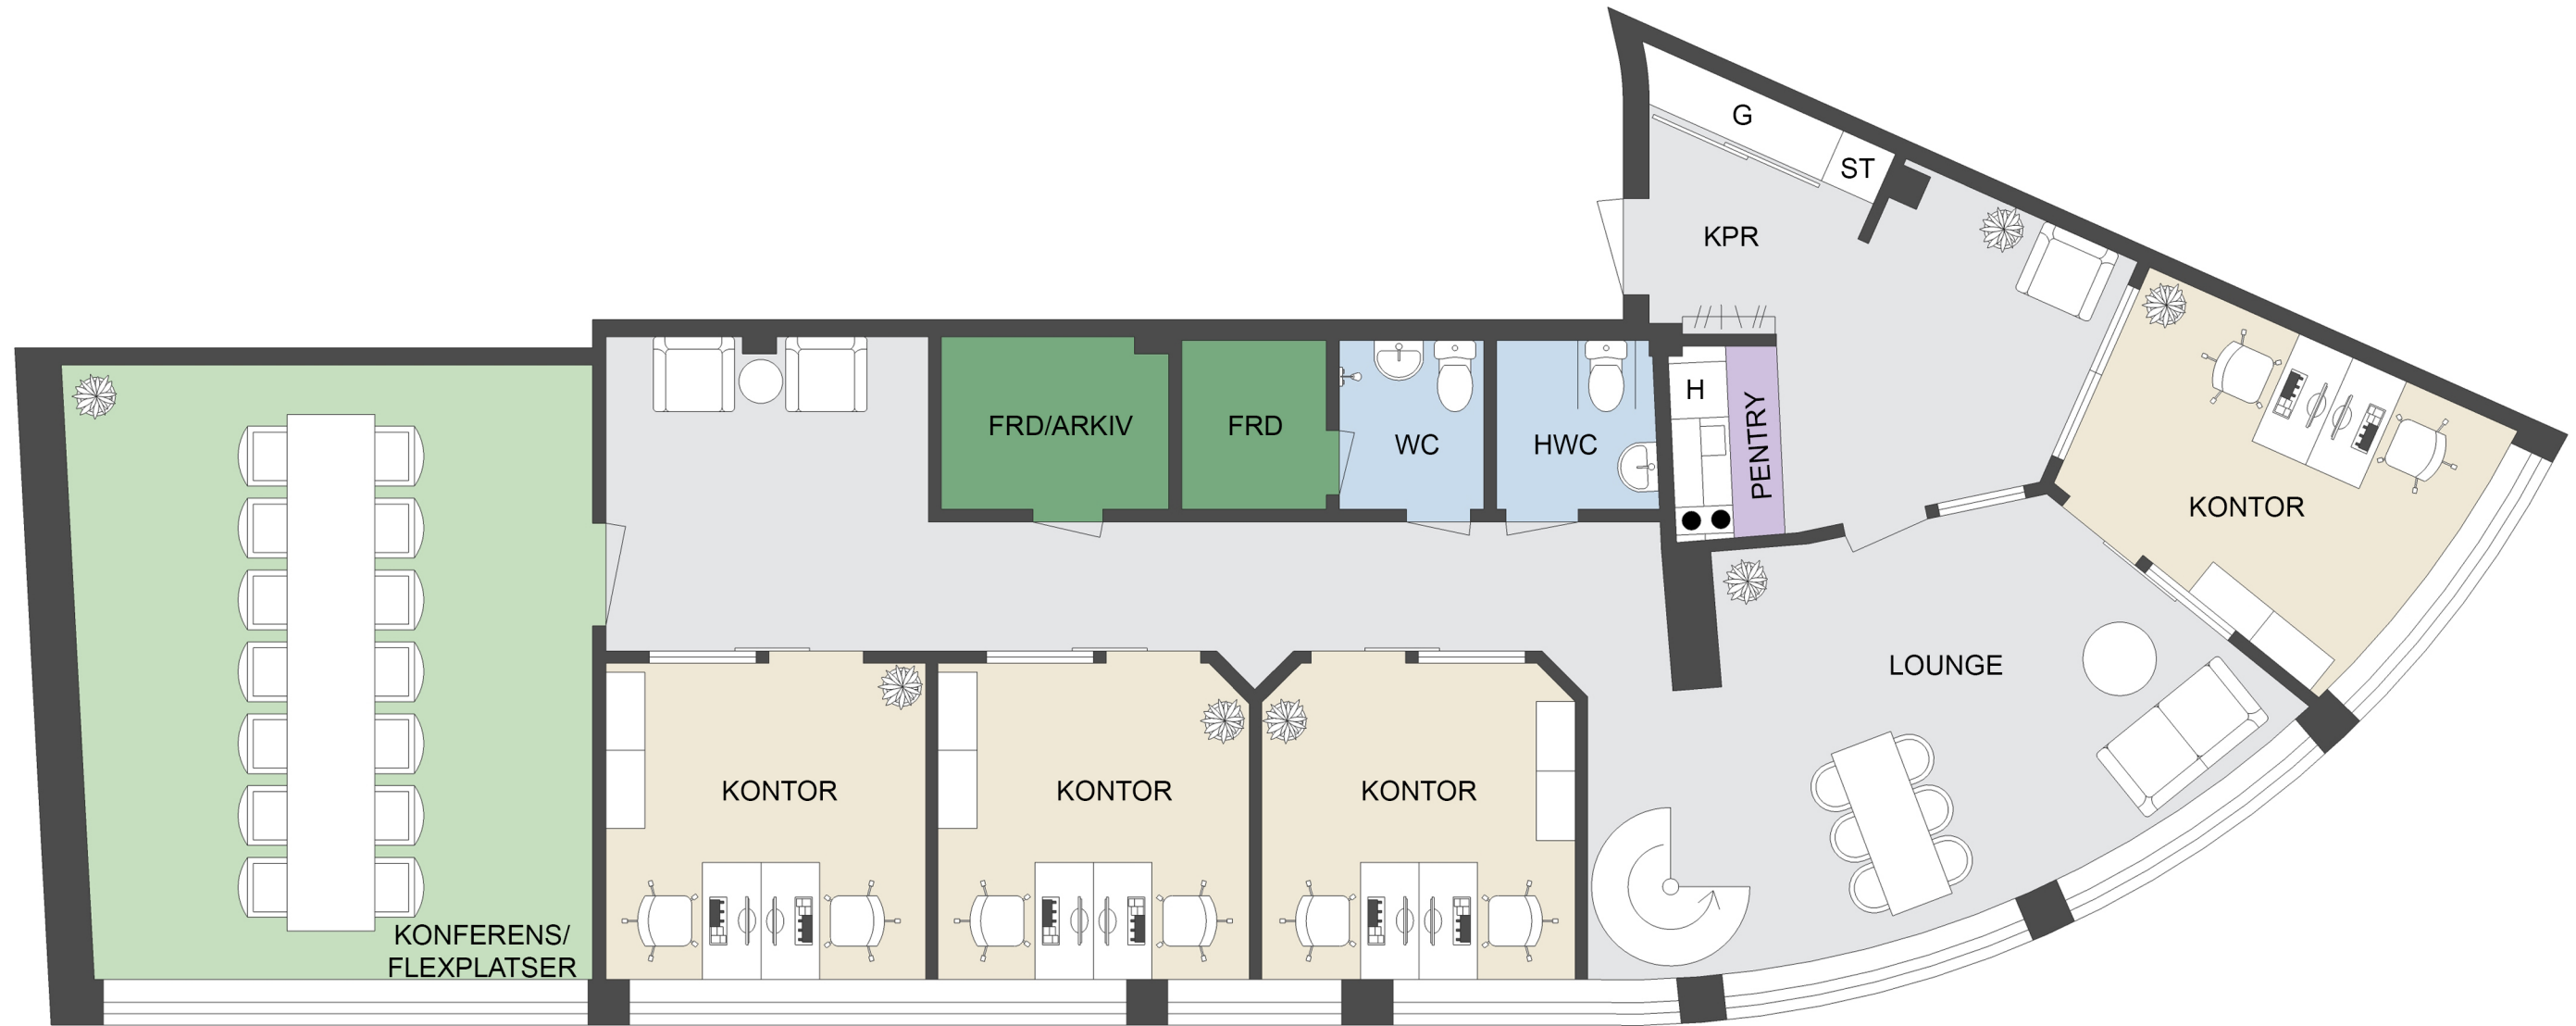 G
ST
KPR
H
PENTRY
FRD/ARKIV
FRD
WC
HWC
KONTOR
LOUNGE
KONTOR
KONTOR
KONTOR
KONFERENS/
FLEXPLATSER